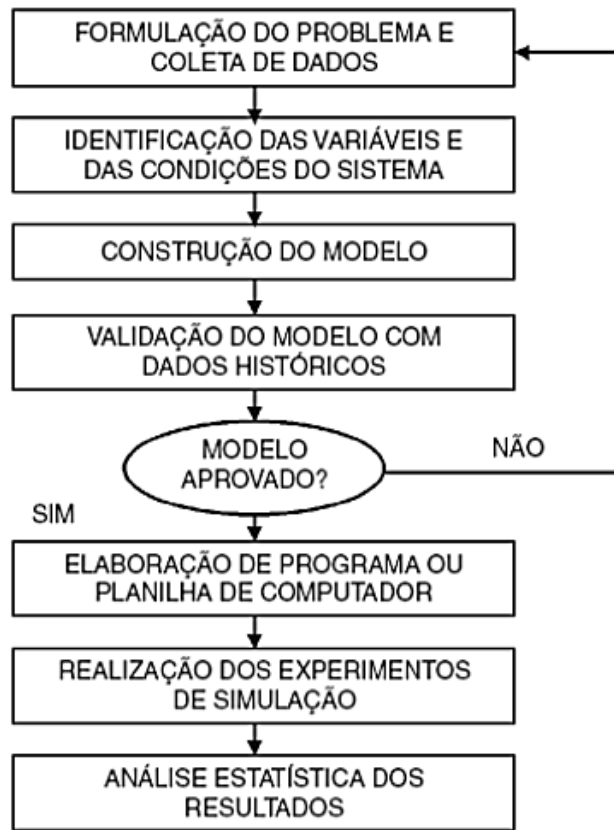 FORMULAÇÃO DO PROBLEMA E
COLETA DE DADOS
IDENTIFICAÇÃO DAS VARIÁVEIS E
DAS CONDIÇÕES DO SISTEMA
CONSTRUÇÃO DO MODELO
VALIDAÇÃO DO MODELO COM
DADOS HISTÓRICOS
MODELO
APROVADO?
NÃO
SIM
ELABORAÇÃO DE PROGRAMA OU
PLANILHA DE COMPUTADOR
REALIZAÇÃO DOS EXPERIMENTOS
DE SIMULAÇÃO
ANÁLISE ESTATÍSTICA DOS
RESULTADOS